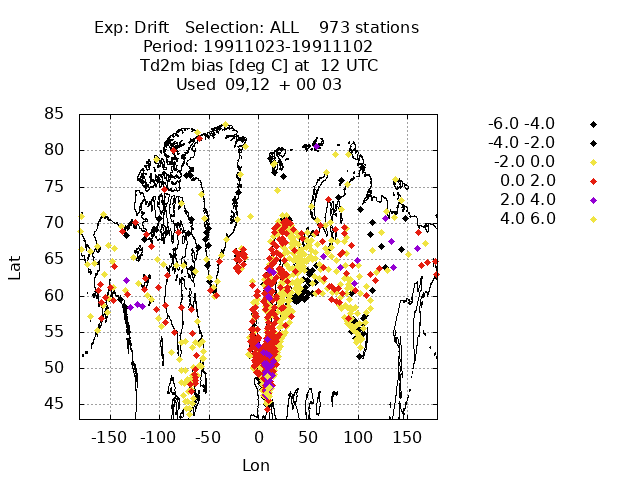 Exp: Drift Selection: ALL 973 stations
Period: 19911023-19911102
Td2m bias [deg C] at 12 UTC
Used 09,12 + 00 03
85
80
75
70
65
60
55
50
45
Lat
-150 -100 -50 0 50 100 150
Lon
-6.0 -4.0
-4.0 -2.0
-2.0 0.0
0.0 2.0
2.0 4.0
4.0 6.0